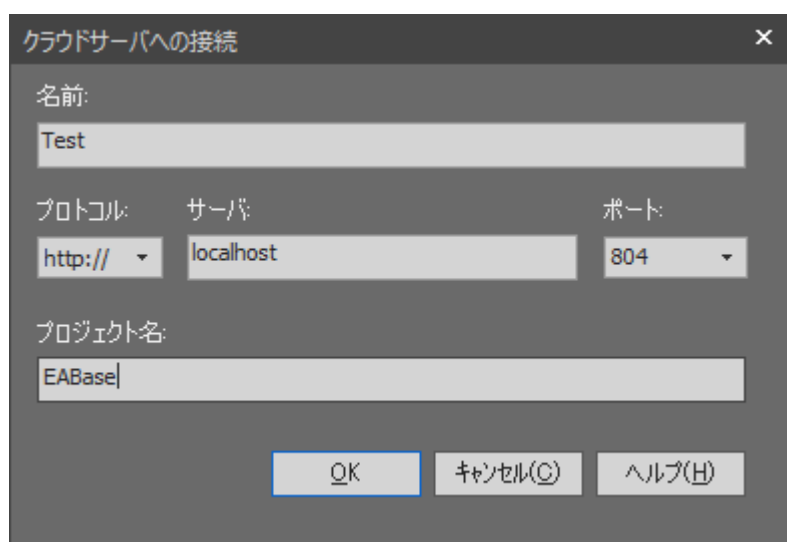 クラウドサーバへの接続
名前:
Test
プロトコル: サーバ: ポート:
http:// localhost 804
プロジェクト名:
EABase
OK キャンセル(C) ヘルプ(H)